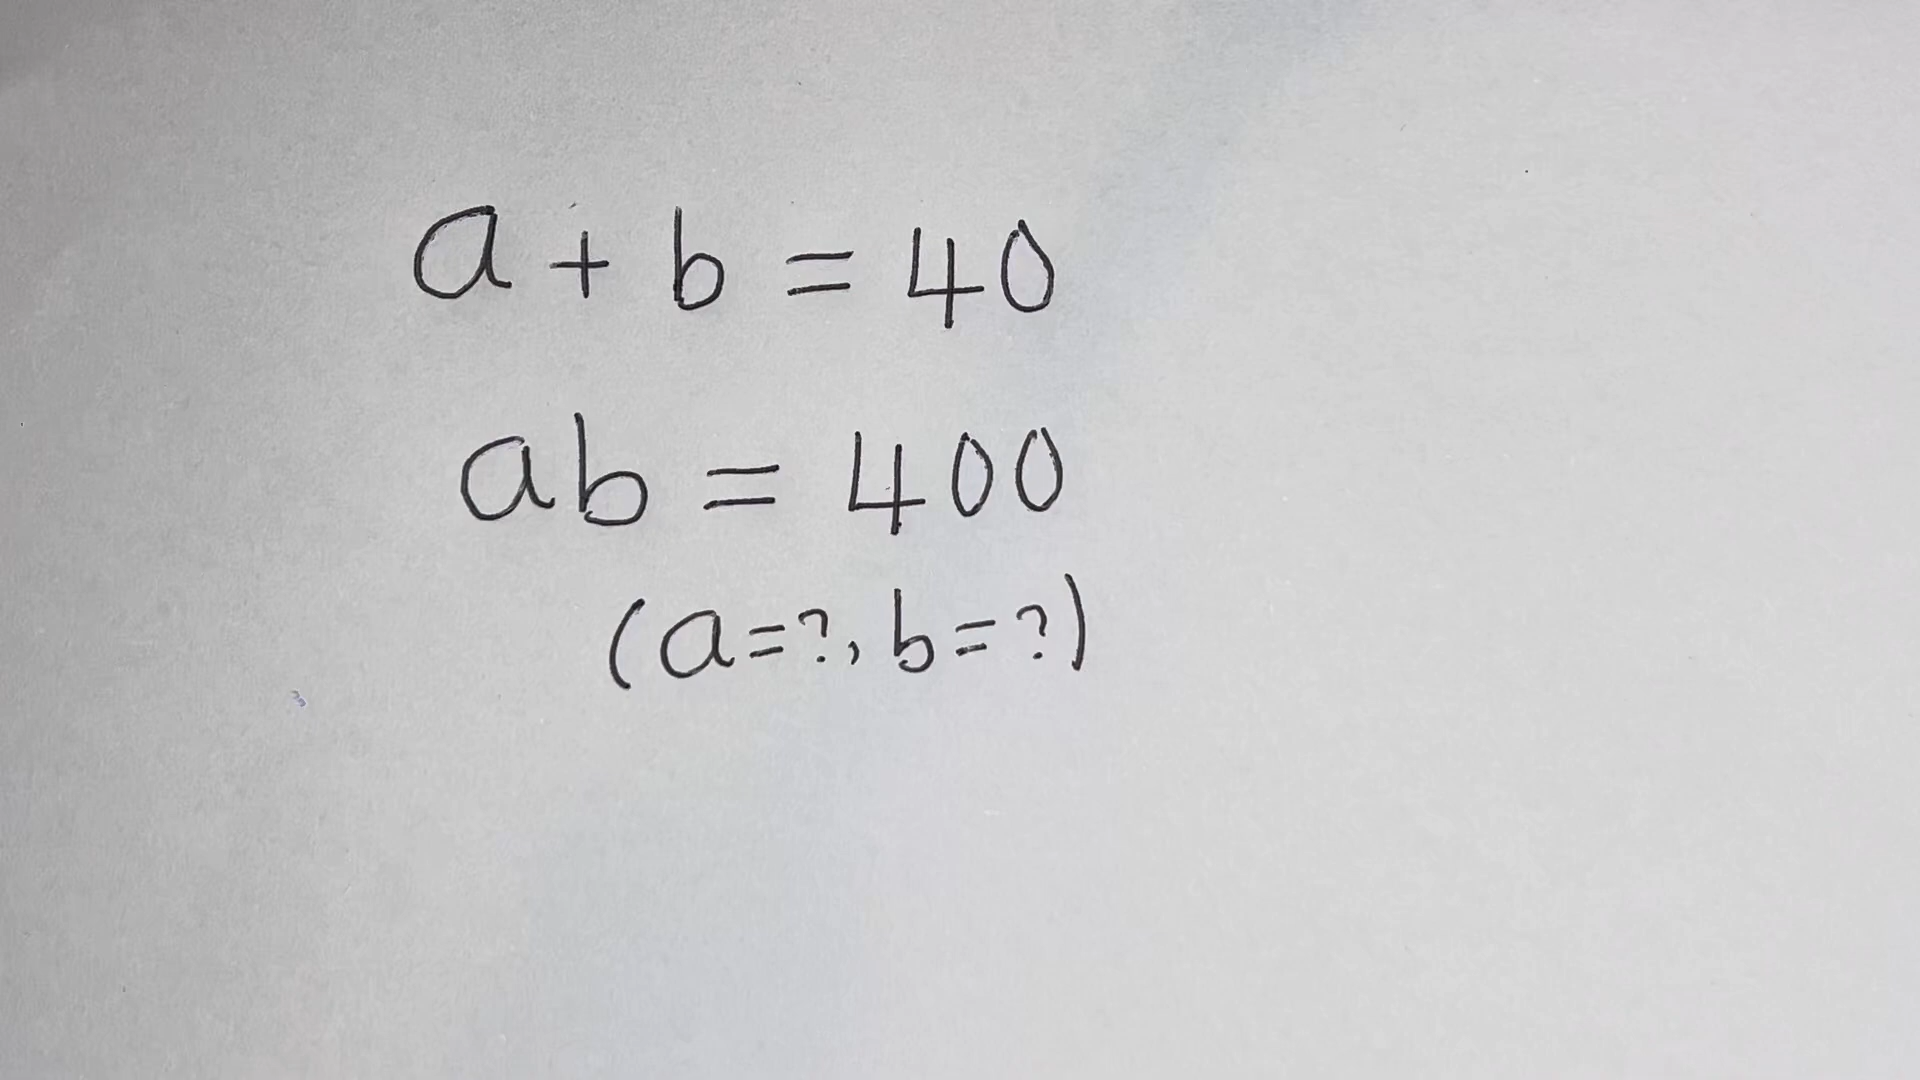 a + b = 40
ab = 400
(a=?, b=?)